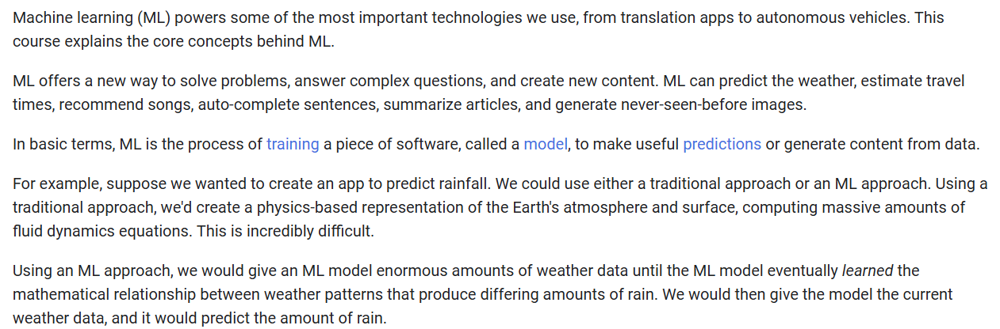 Machine learning (ML) powers some of the most important technologies we use, from translation apps to autonomous vehicles. This
course explains the core concepts behind ML.
ML offers a new way to solve problems, answer complex questions, and create new content. ML can predict the weather, estimate travel
times, recommend songs, auto-complete sentences, summarize articles, and generate never-seen-before images.
In basic terms, ML is the process of training a piece of software, called a model, to make useful predictions or generate content from data.
For example, suppose we wanted to create an app to predict rainfall. We could use either a traditional approach or an ML approach. Using a
traditional approach, we'd create a physics-based representation of the Earth's atmosphere and surface, computing massive amounts of
fluid dynamics equations. This is incredibly difficult.
Using an ML approach, we would give an ML model enormous amounts of weather data until the ML model eventually learned the
mathematical relationship between weather patterns that produce differing amounts of rain. We would then give the model the current
weather data, and it would predict the amount of rain.